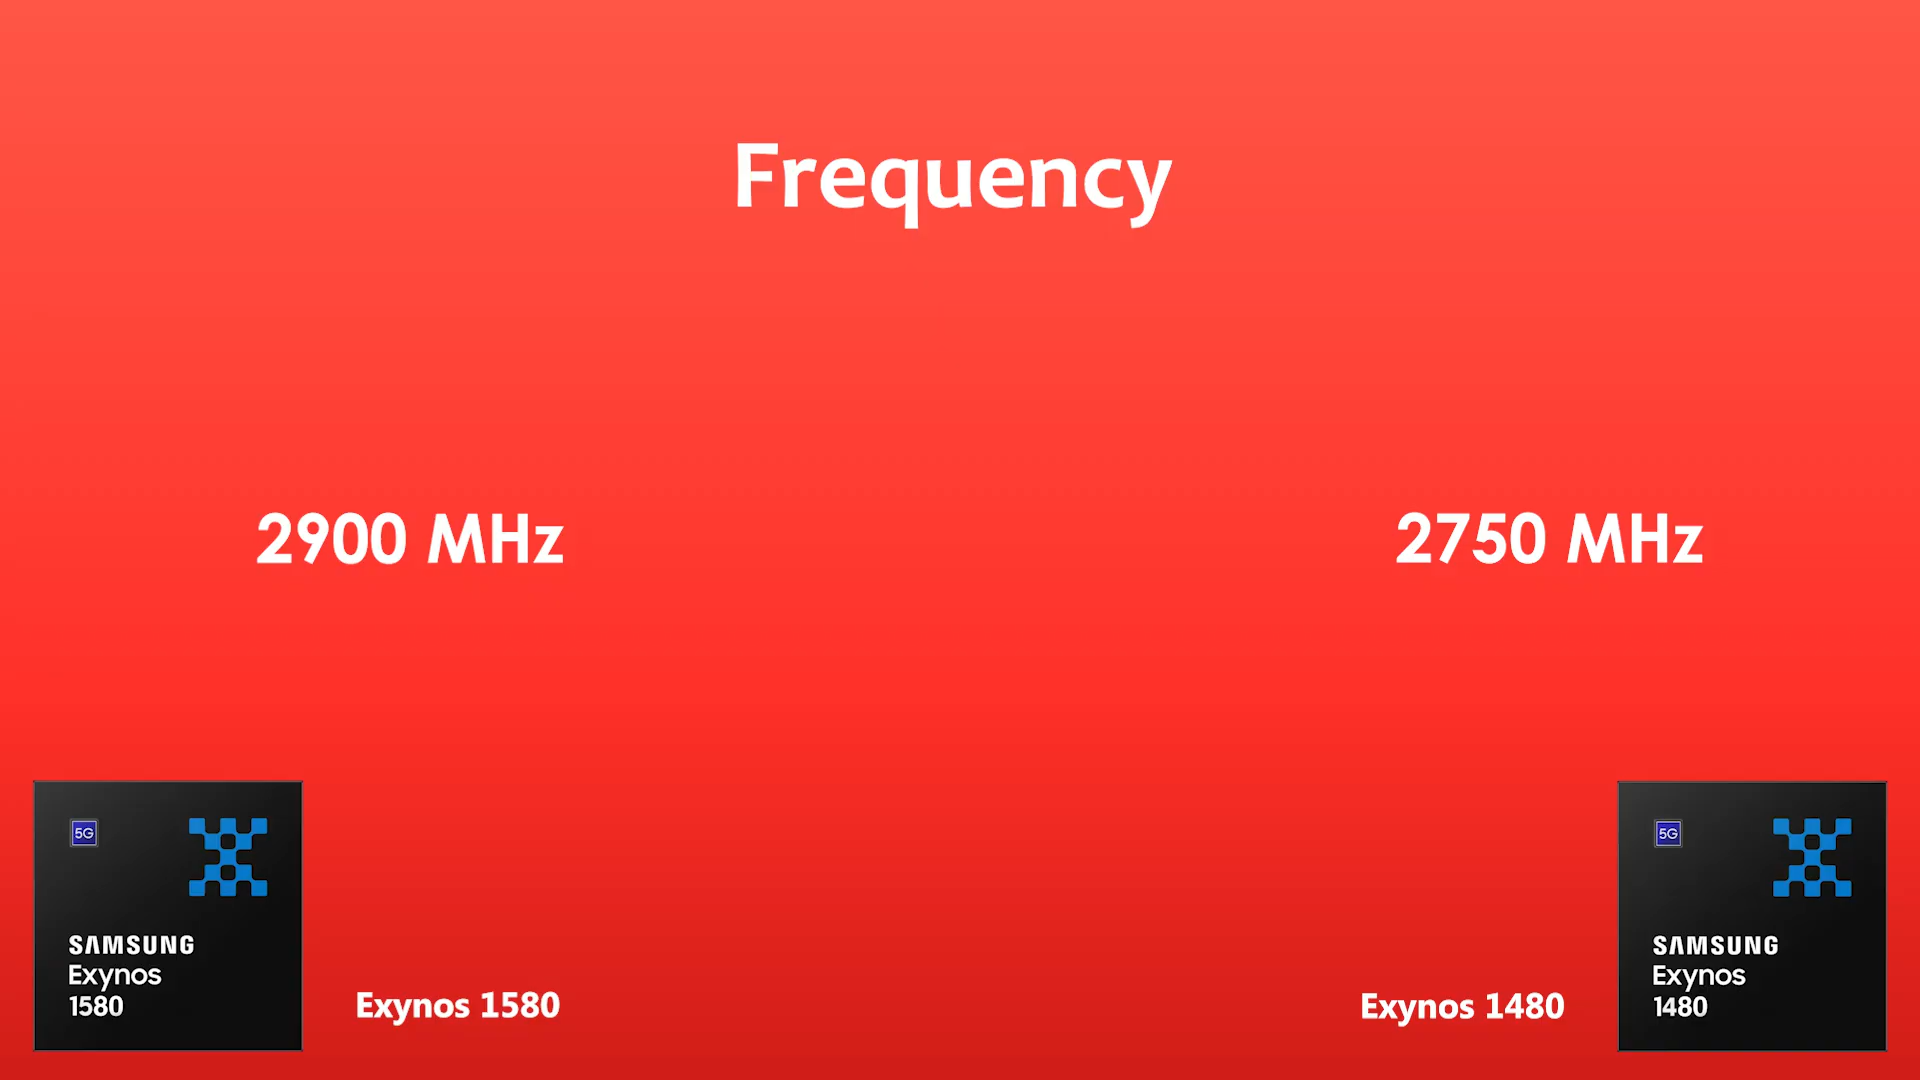 Frequency
2900 MHz
2750 MHz
5G
SAMSUNG
Exynos
1580
Exynos 1580
Exynos 1480
5G
SAMSUNG
Exynos
1480